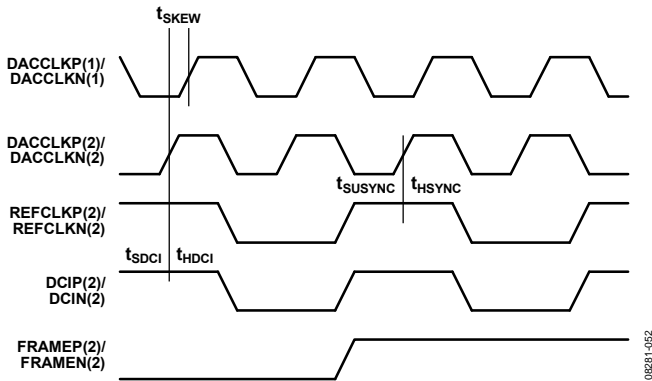 tSKEW
DACCLKP(1)/
DACCLKN(1)
DACCLKP(2)/
DACCLKN(2)
tSUSYNC tHSYNC
REFCLKP(2)/
REFCLKN(2)
tSDCI tHDCI
DCIP(2)/
DCIN(2)
FRAMEP(2)/
FRAMEN(2)
08281-052